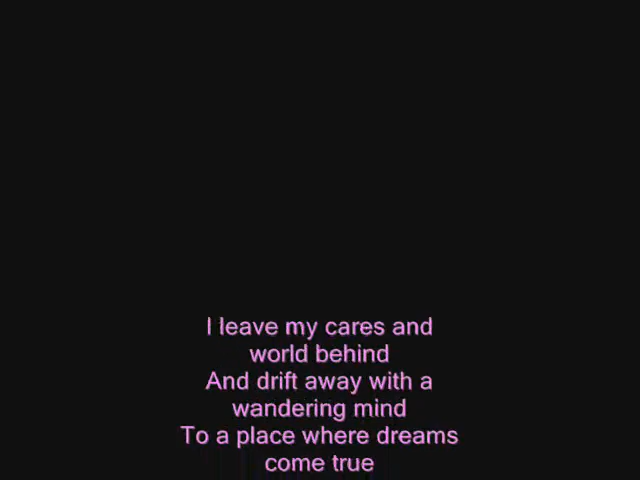 I leave my cares and
world behind
And drift away with a
wandering mind
To a place where dreams
come true